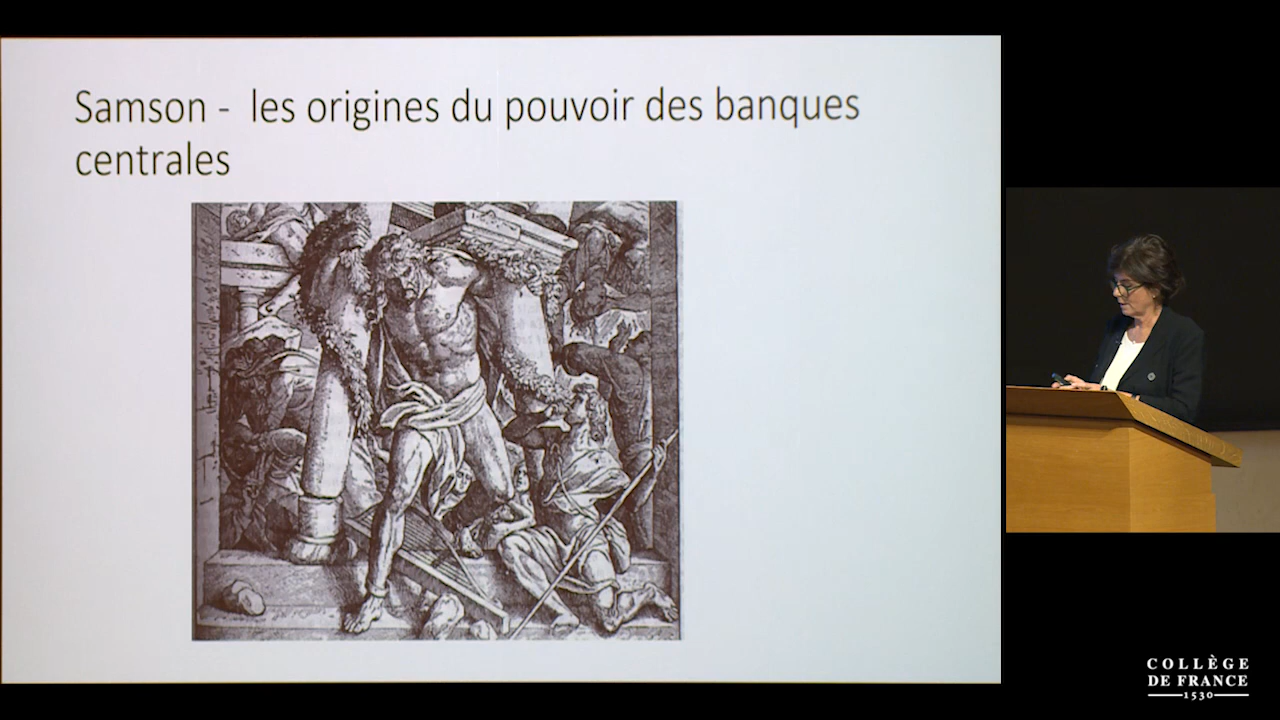 Samson - les origines du pouvoir des banques
centrales
COLLÈGE
DE FRANCE
1530